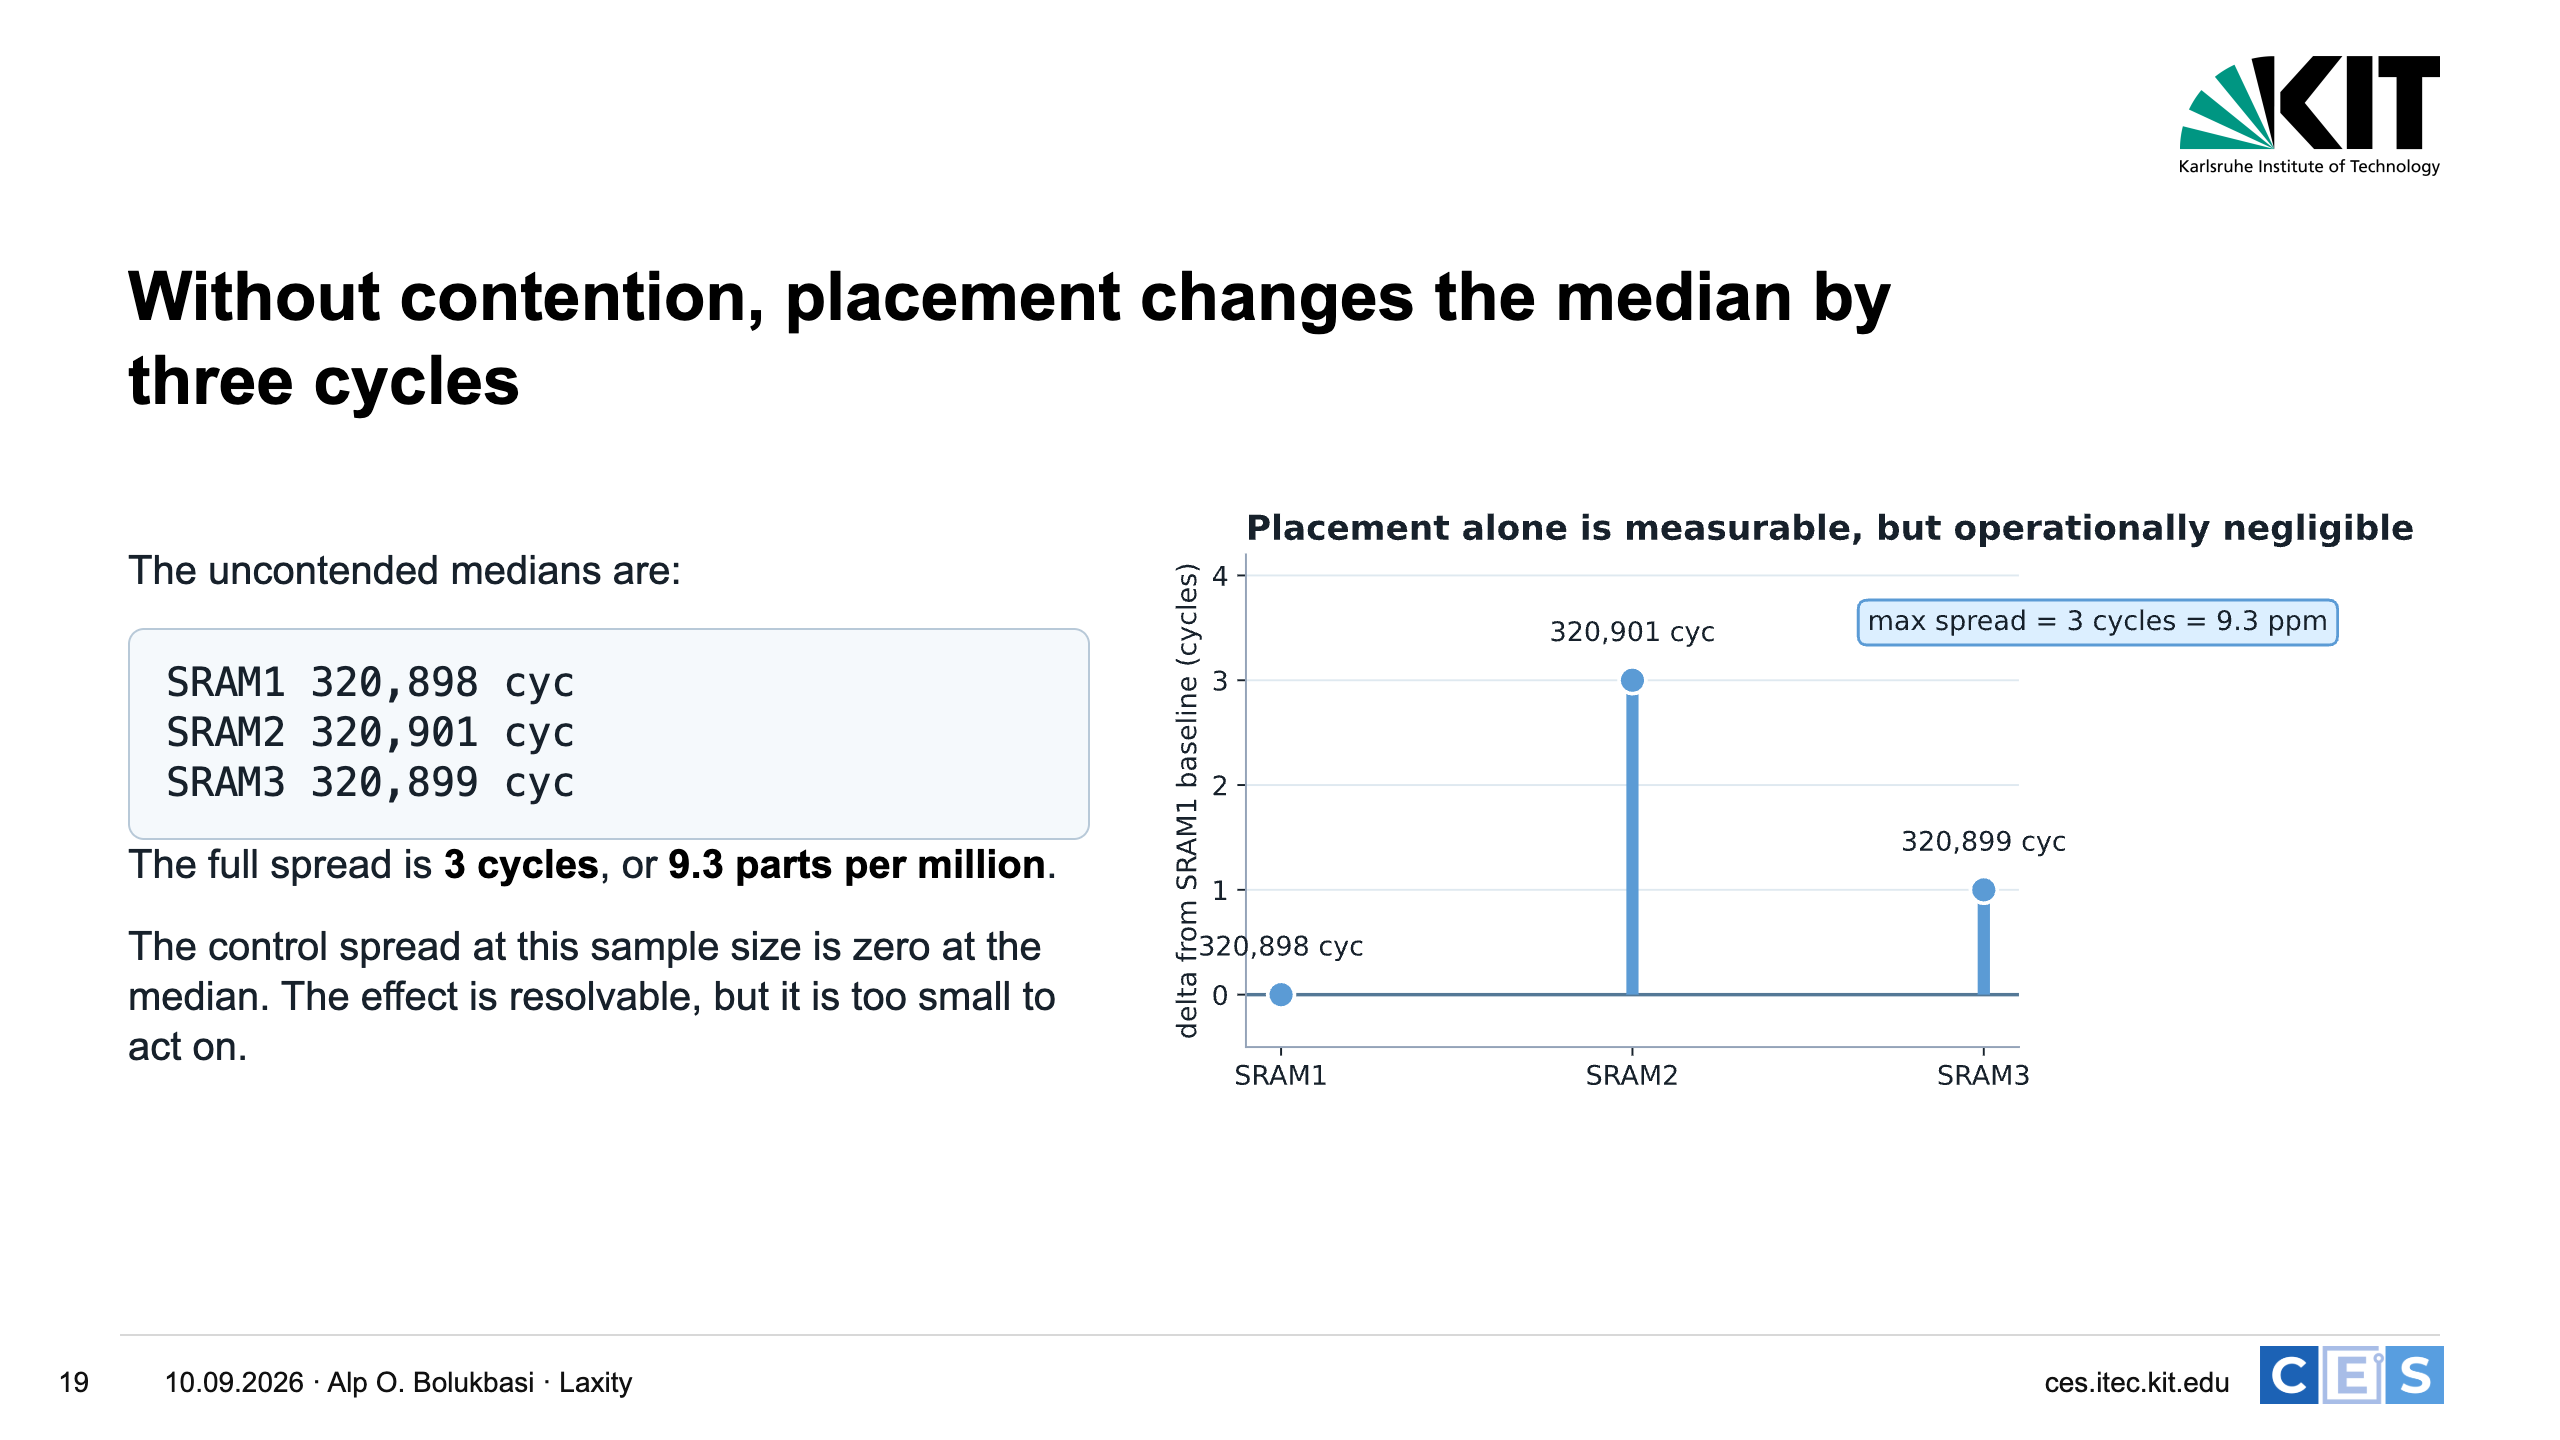 KIT
Karlsruhe Institute of Technology
Without contention, placement changes the median by
three cycles
The uncontended medians are:
SRAM1 320,898 cyc
SRAM2 320,901 cyc
SRAM3 320,899 cyc
The full spread is 3 cycles, or 9.3 parts per million.
The control spread at this sample size is zero at the
median. The effect is resolvable, but it is too small to
act on.
Placement alone is measurable, but operationally negligible
delta from SRAM1 baseline (cycles)
4
3
2
1
0
max spread = 3 cycles = 9.3 ppm
320,901 cyc
320,899 cyc
320,898 cyc
SRAM1
SRAM2
SRAM3
19
10.09.2026 · Alp O. Bolukbasi · Laxity
ces.itec.kit.edu
CES